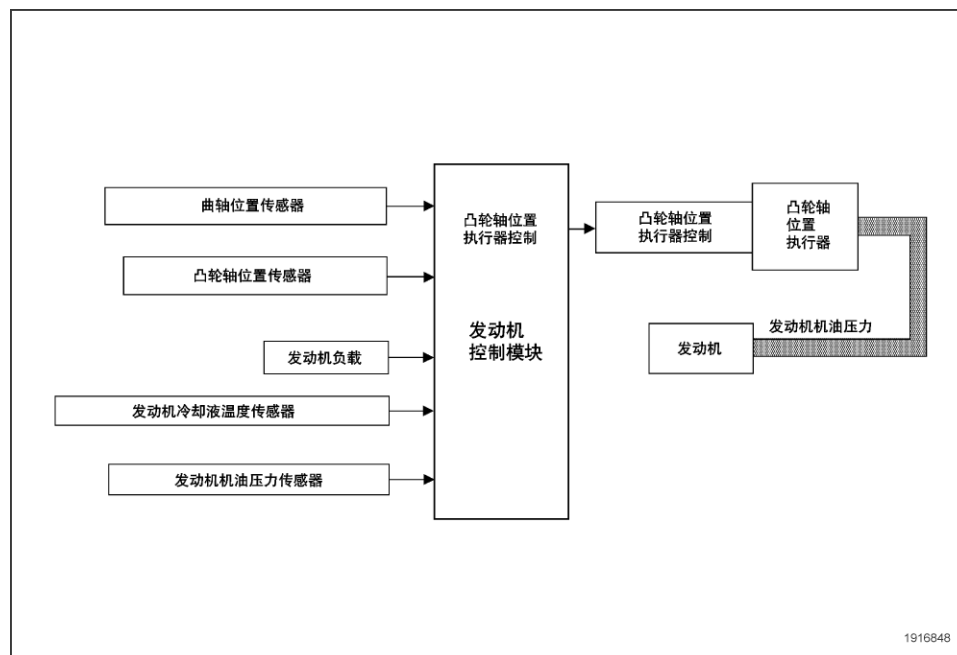 曲轴位置传感器
凸轮轴位置传感器
发动机负载
发动机冷却液温度传感器
发动机机油压力传感器
凸轮轴位置
执行器控制
发动机
控制模块
凸轮轴位置
执行器控制
凸轮轴
位置
执行器
发动机机油压力
发动机
1916848